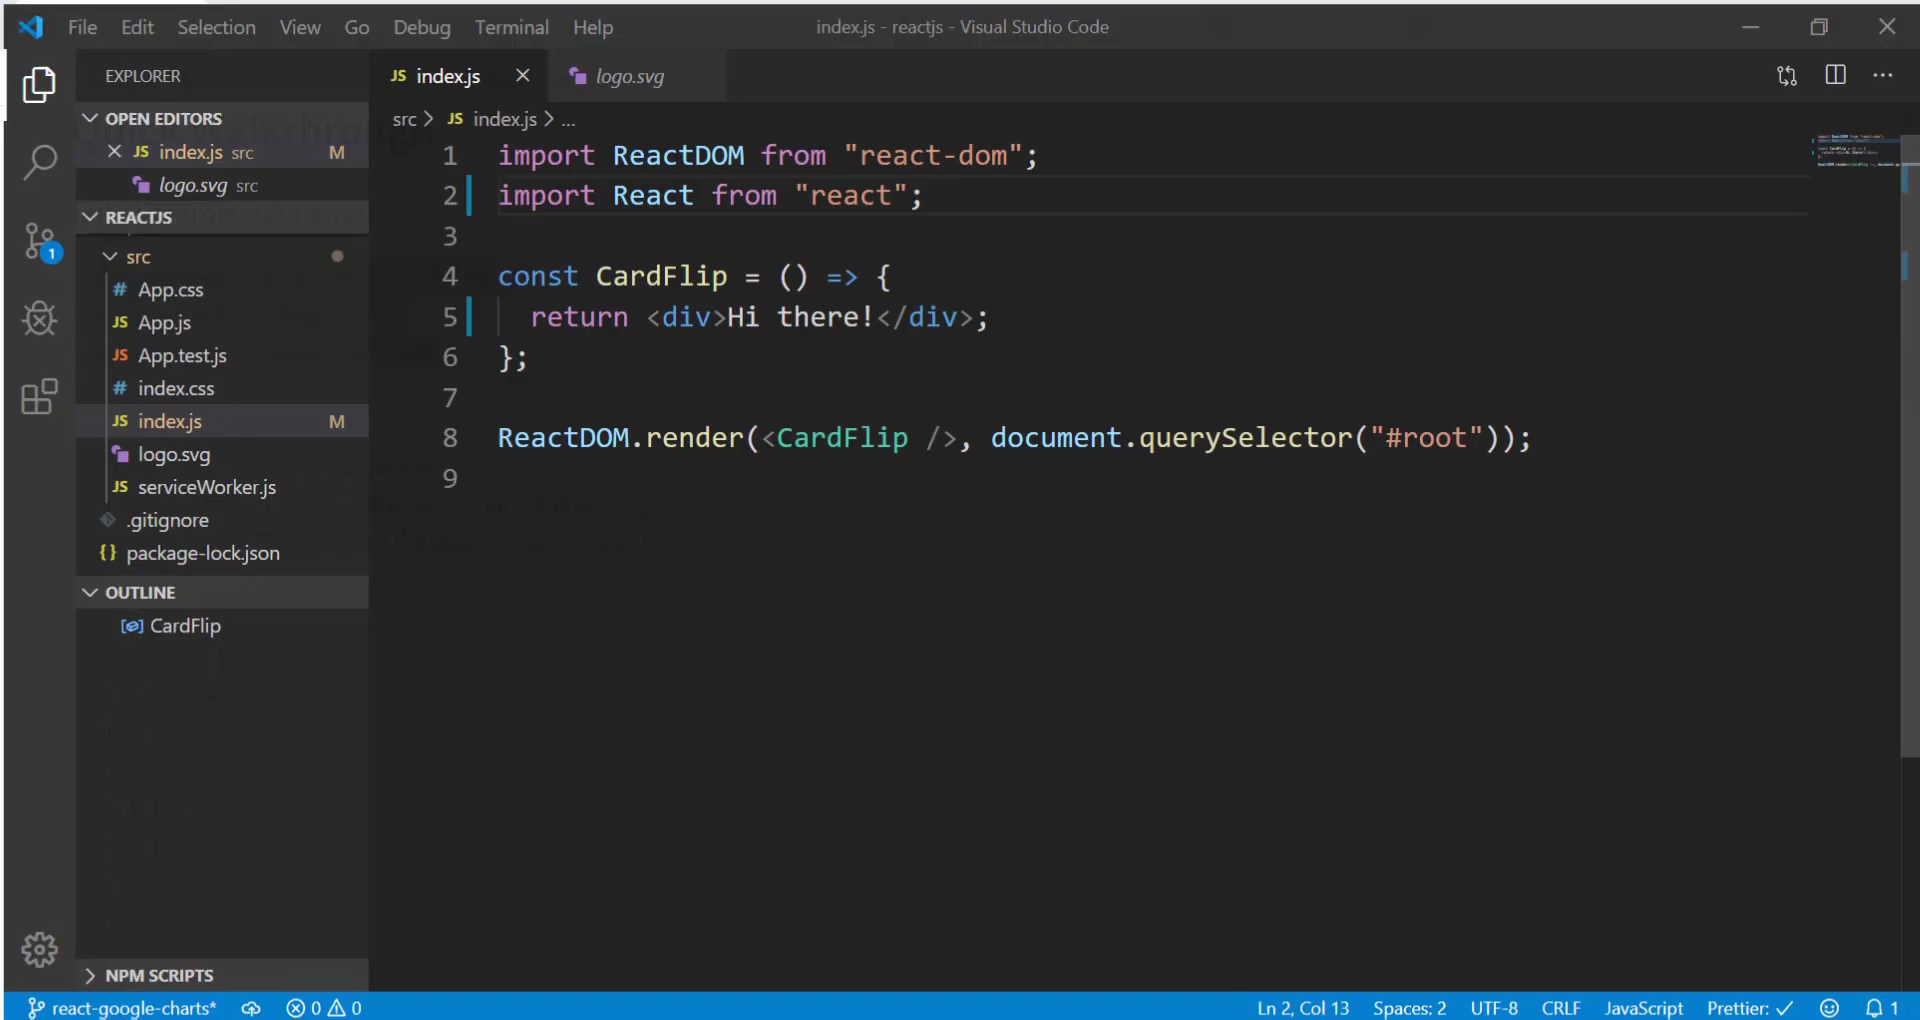 File Edit Selection View Go Debug Terminal Help
index.js - reactjs - Visual Studio Code
EXPLORER
JS index.js
logo.svg
OPEN EDITORS
JS index.js src M
logo.svg src
REACTJS
src
# App.css
JS App.js
JS App.test.js
# index.css
JS index.js M
logo.svg
JS serviceWorker.js
.gitignore
{} package-lock.json
OUTLINE
CardFlip
NPM SCRIPTS
src > JS index.js > ...
1 import ReactDOM from "react-dom";
2 import React from "react";
3
4 const CardFlip = () => {
5 return <div>Hi there!</div>;
6 };
7
8 ReactDOM.render(<CardFlip />, document.querySelector("#root"));
9
1
react-google-charts* 0 0 Ln 2, Col 13 Spaces: 2 UTF-8 CRLF JavaScript Prettier: ✓ 1